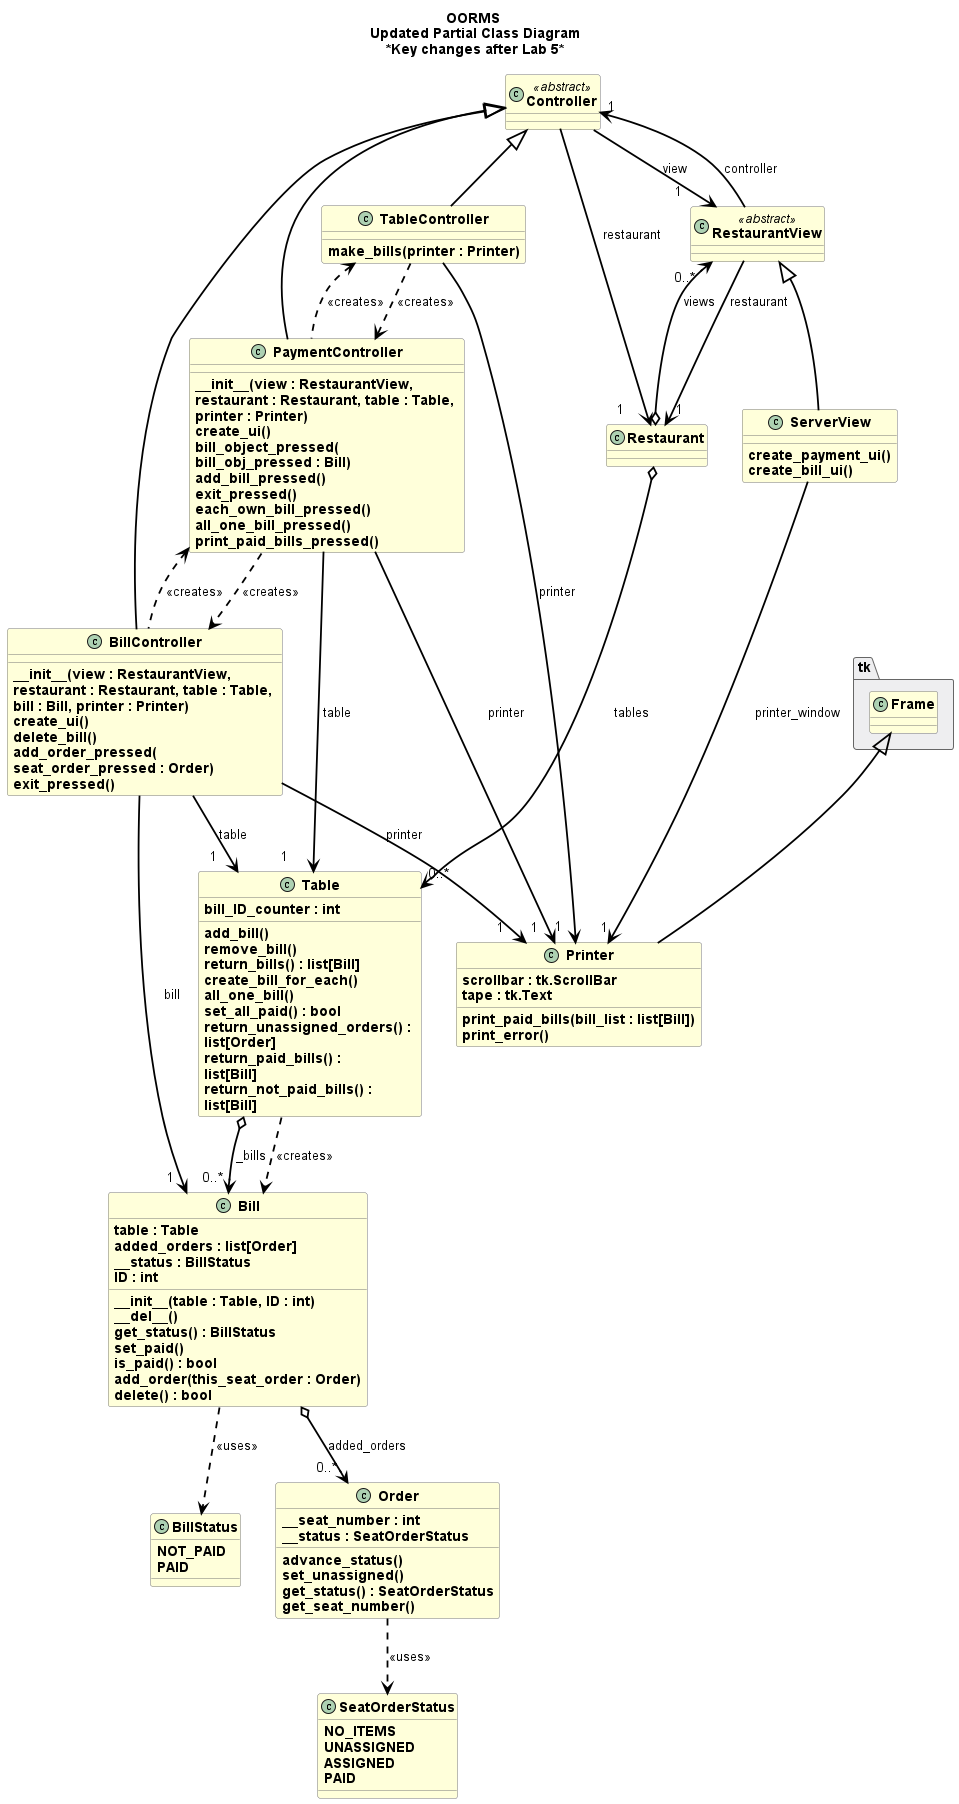 OORMS
Updated Partial Class Diagram
*Key changes after Lab 5*
C «abstract»
Controller
1
view
controller
1
C TableController
make_bills(printer : Printer)
C «abstract»
RestaurantView
restaurant
0..*
«creates»
«creates»
views
restaurant
C PaymentController
__init__(view : RestaurantView,
restaurant : Restaurant, table : Table,
printer : Printer)
create_ui()
bill_object_pressed(
bill_obj_pressed : Bill)
add_bill_pressed()
exit_pressed()
each_own_bill_pressed()
all_one_bill_pressed()
print_paid_bills_pressed()
1
1
C Restaurant
C ServerView
create_payment_ui()
create_bill_ui()
«creates»
«creates»
printer
C BillController
__init__(view : RestaurantView,
restaurant : Restaurant, table : Table,
bill : Bill, printer : Printer)
create_ui()
delete_bill()
add_order_pressed(
seat_order_pressed : Order)
exit_pressed()
tk
C Frame
table
printer
tables
printer_window
table
printer
1
1
0..*
C Table
bill_ID_counter : int
add_bill()
remove_bill()
return_bills() : list[Bill]
create_bill_for_each()
all_one_bill()
set_all_paid() : bool
return_unassigned_orders() :
list[Order]
return_paid_bills() :
list[Bill]
return_not_paid_bills() :
list[Bill]
1
1
1
1
C Printer
scrollbar : tk.ScrollBar
tape : tk.Text
print_paid_bills(bill_list : list[Bill])
print_error()
bill
_bills
«creates»
1
0..*
C Bill
table : Table
added_orders : list[Order]
__status : BillStatus
ID : int
__init__(table : Table, ID : int)
__del__()
get_status() : BillStatus
set_paid()
is_paid() : bool
add_order(this_seat_order : Order)
delete() : bool
«uses»
added_orders
0..*
C BillStatus
NOT_PAID
PAID
C Order
__seat_number : int
__status : SeatOrderStatus
advance_status()
set_unassigned()
get_status() : SeatOrderStatus
get_seat_number()
«uses»
C SeatOrderStatus
NO_ITEMS
UNASSIGNED
ASSIGNED
PAID